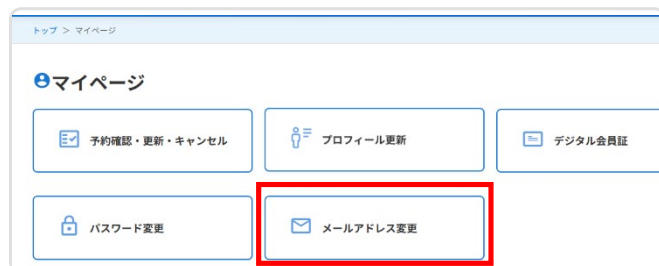 トップ > マイページ
マイページ
予約確認・更新・キャンセル
プロフィール更新
デジタル会員証
パスワード変更
メールアドレス変更